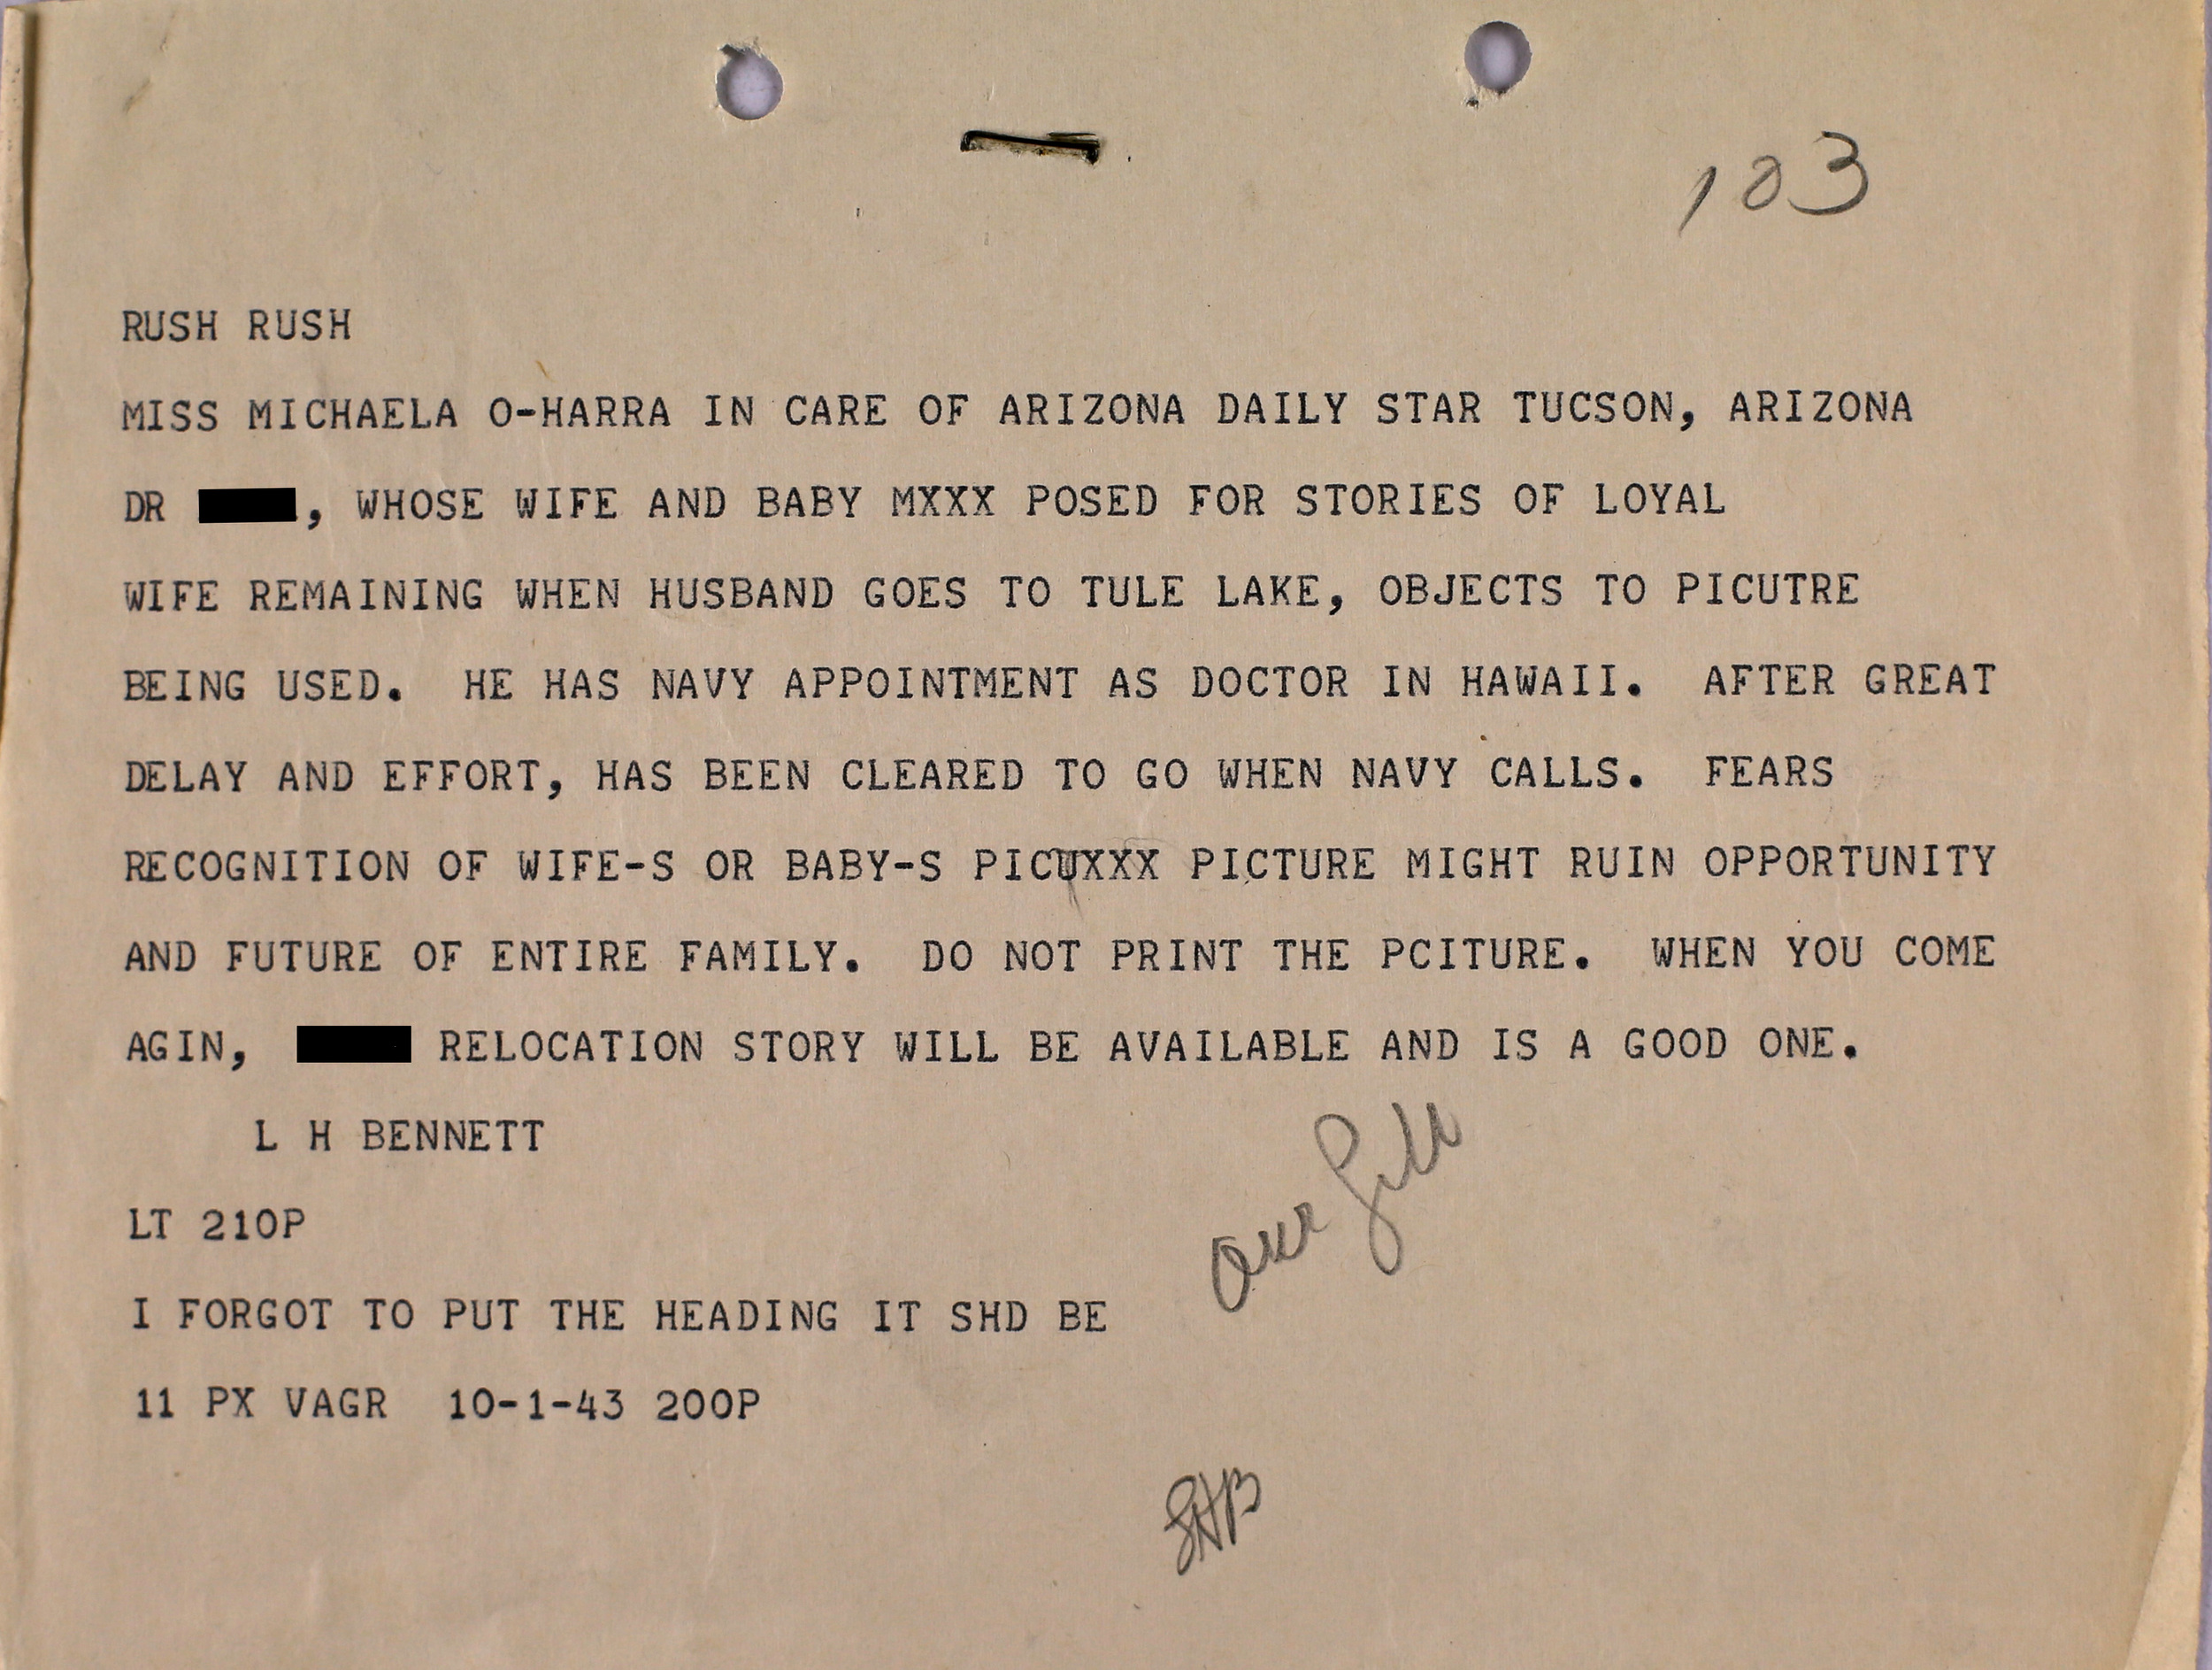 103
RUSH RUSH
MISS MICHAELA O-HARRA IN CARE OF ARIZONA DAILY STAR TUCSON, ARIZONA
DR , WHOSE WIFE AND BABY MXXX POSED FOR STORIES OF LOYAL
WIFE REMAINING WHEN HUSBAND GOES TO TULE LAKE, OBJECTS TO PICUTRE
BEING USED. HE HAS NAVY APPOINTMENT AS DOCTOR IN HAWAII. AFTER GREAT
DELAY AND EFFORT, HAS BEEN CLEARED TO GO WHEN NAVY CALLS. FEARS
RECOGNITION OF WIFE-S OR BABY-S PICUXXX PICTURE MIGHT RUIN OPPORTUNITY
AND FUTURE OF ENTIRE FAMILY. DO NOT PRINT THE PCITURE. WHEN YOU COME
AGIN, RELOCATION STORY WILL BE AVAILABLE AND IS A GOOD ONE.
L H BENNETT
LT 210P
Our
I FORGOT TO PUT THE HEADING IT SHD BE
11 PX VAGR 10-1-43 200P